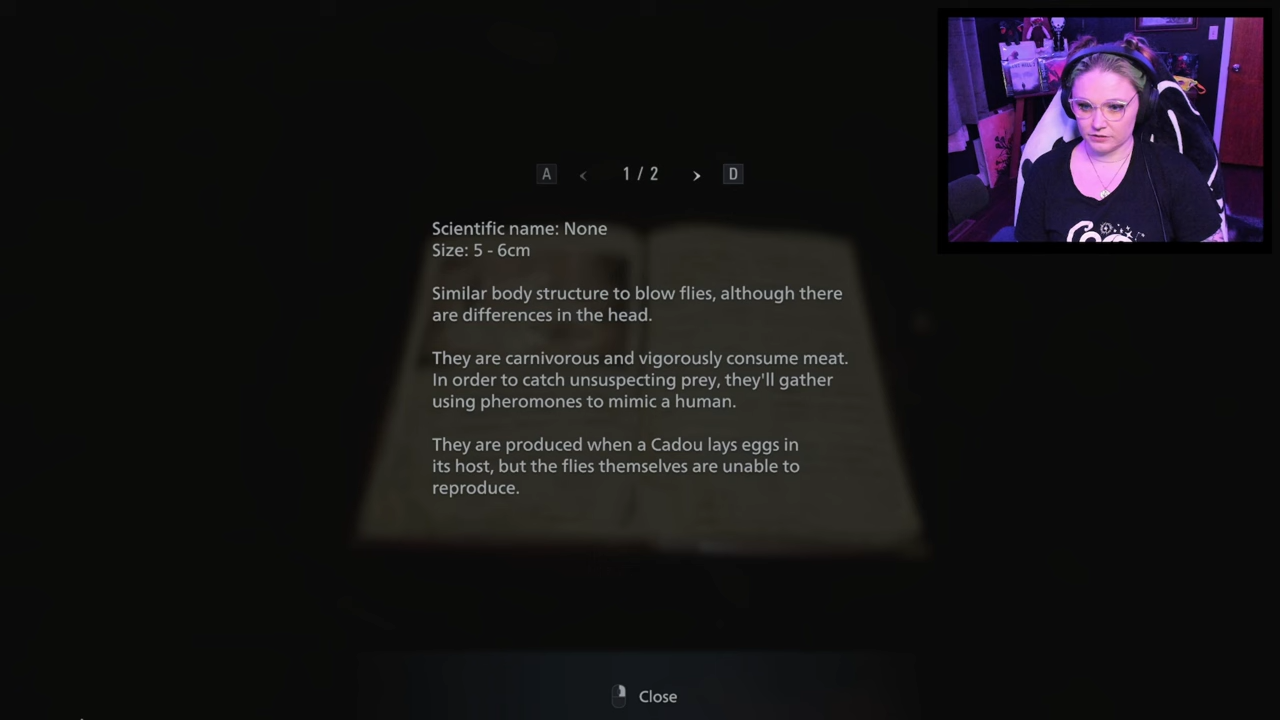 A < 1 / 2 > D
Scientific name: None
Size: 5 - 6cm
Similar body structure to blow flies, although there
are differences in the head.
They are carnivorous and vigorously consume meat.
In order to catch unsuspecting prey, they'll gather
using pheromones to mimic a human.
They are produced when a Cadou lays eggs in
its host, but the flies themselves are unable to
reproduce.
Close